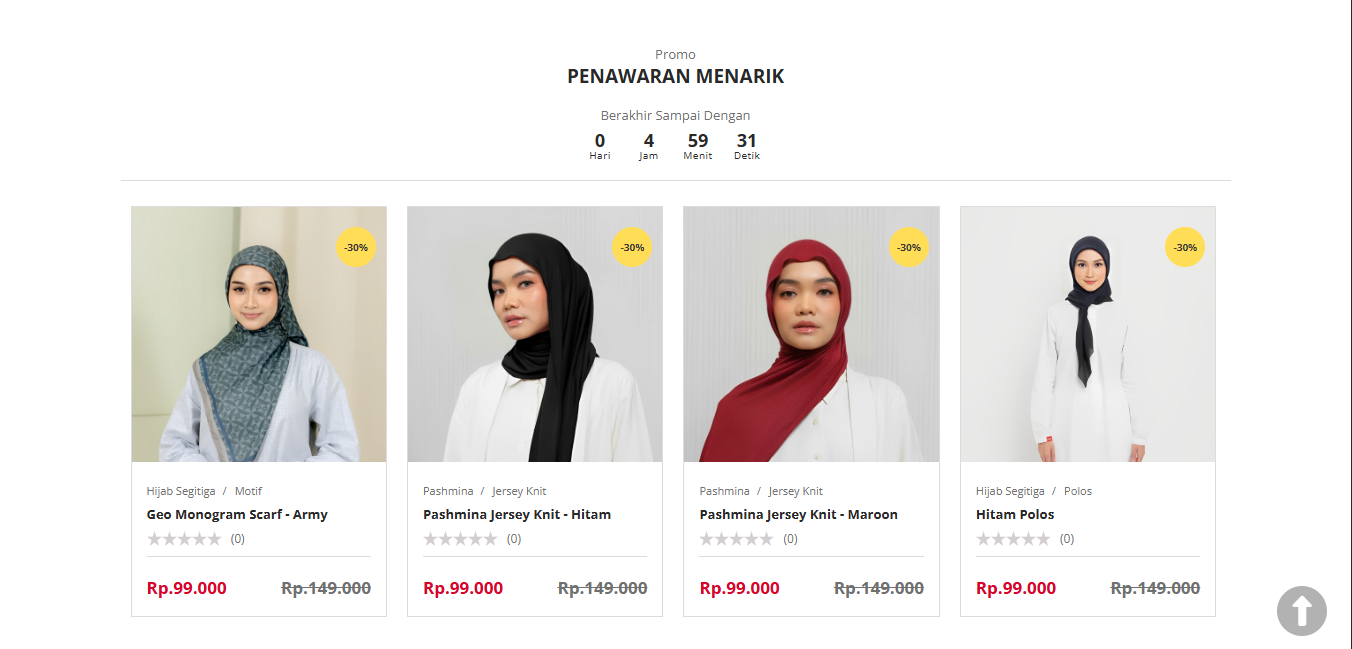 Promo
PENAWARAN MENARIK
Berakhir Sampai Dengan
0 4 59 31
Hari Jam Menit Detik
-30% -30% -30% -30%
Hijab Segitiga / Motif
Geo Monogram Scarf - Army
(0)
Rp.99.000 Rp.149.000
Pashmina / Jersey Knit
Pashmina Jersey Knit - Hitam
(0)
Rp.99.000 Rp.149.000
Pashmina / Jersey Knit
Pashmina Jersey Knit - Maroon
(0)
Rp.99.000 Rp.149.000
Hijab Segitiga / Polos
Hitam Polos
(0)
Rp.99.000 Rp.149.000